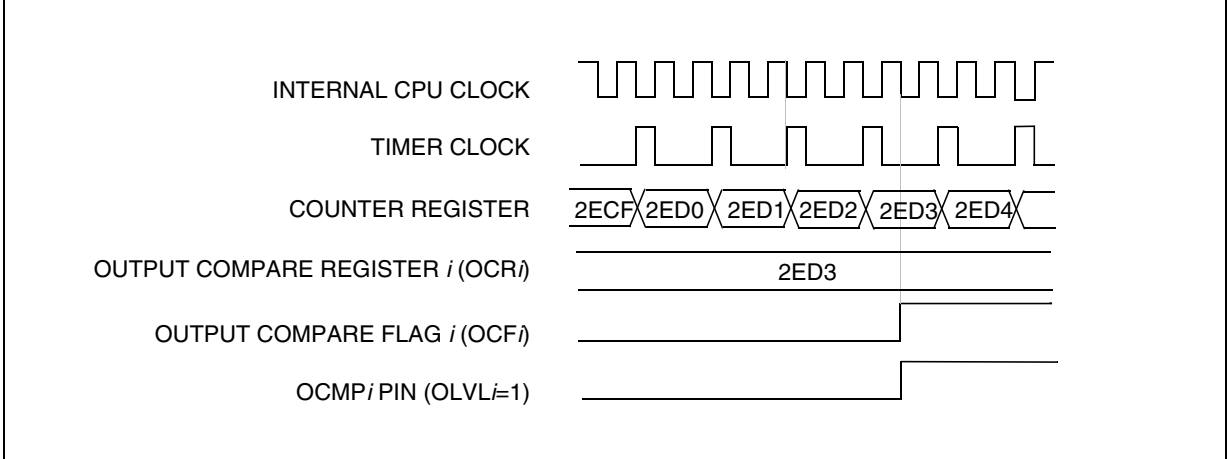 INTERNAL CPU CLOCK
TIMER CLOCK
COUNTER REGISTER 2ECF 2ED0 2ED1 2ED2 2ED3 2ED4
OUTPUT COMPARE REGISTER i (OCRi) 2ED3
OUTPUT COMPARE FLAG i (OCFi)
OCMPi PIN (OLVLi=1)